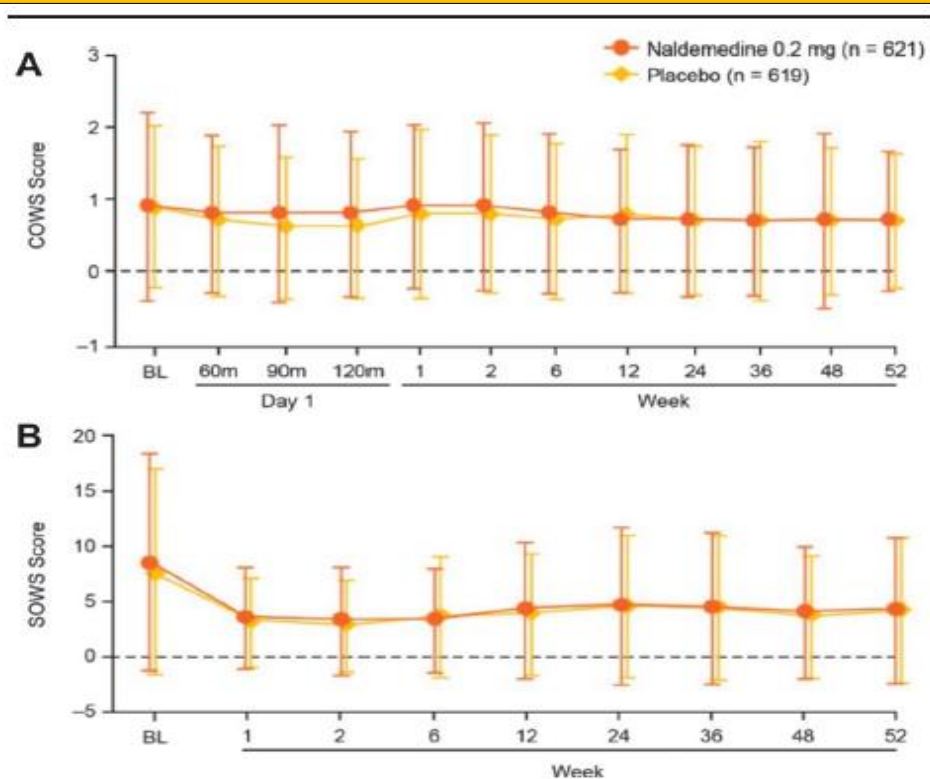 A
Naldemedine 0.2 mg (n = 621)
Placebo (n = 619)
COWS Score
3
2
1
0
–1
BL 60m 90m 120m 1 2 6 12 24 36 48 52
Day 1 Week
B
SOWS Score
20
15
10
5
0
–5
BL 1 2 6 12 24 36 48 52
Week